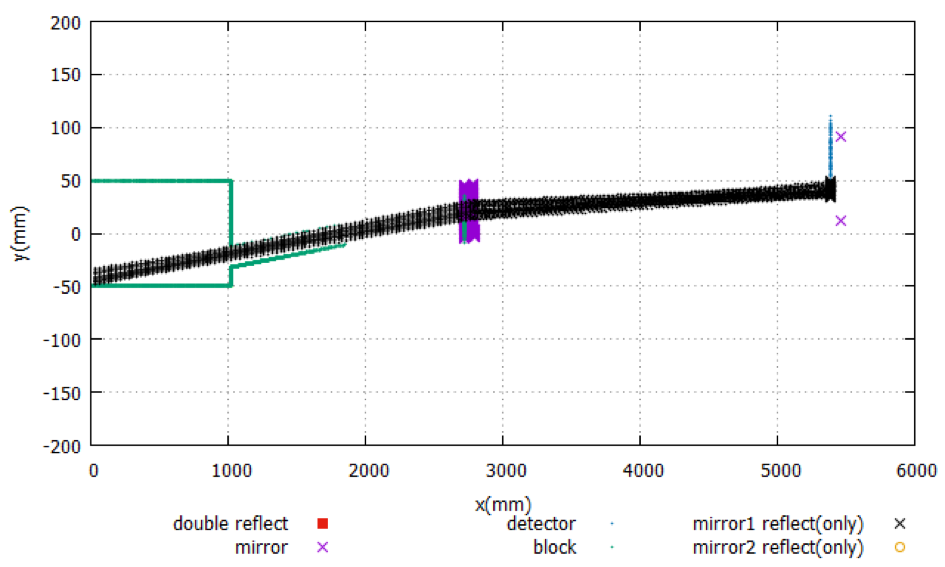 200
150
100
50
0
-50
-100
-150
-200
y(mm)
0 1000 2000 3000 4000 5000 6000
x(mm)
double reflect detector mirror1 reflect(only)
mirror block mirror2 reflect(only)